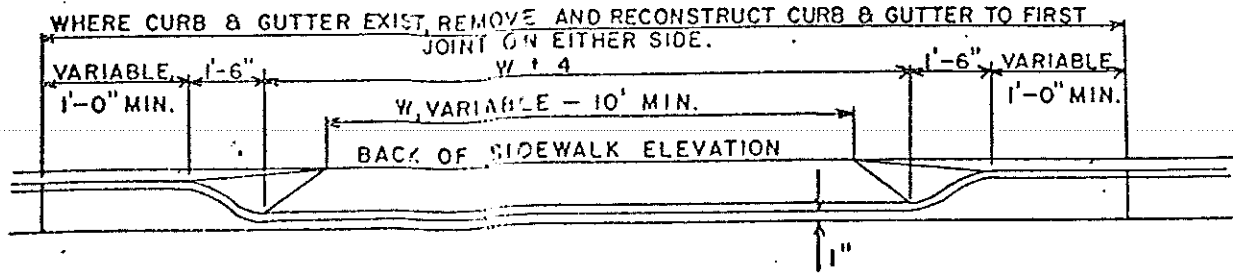 WHERE CURB & GUTTER EXIST, REMOVE AND RECONSTRUCT CURB & GUTTER TO FIRST
JOINT ON EITHER SIDE.
VARIABLE, 1'-6" W + 4 1'-6" VARIABLE
1'-0" MIN. W, VARIABLE - 10' MIN. 1'-0" MIN.
BACK OF SIDEWALK ELEVATION
1"